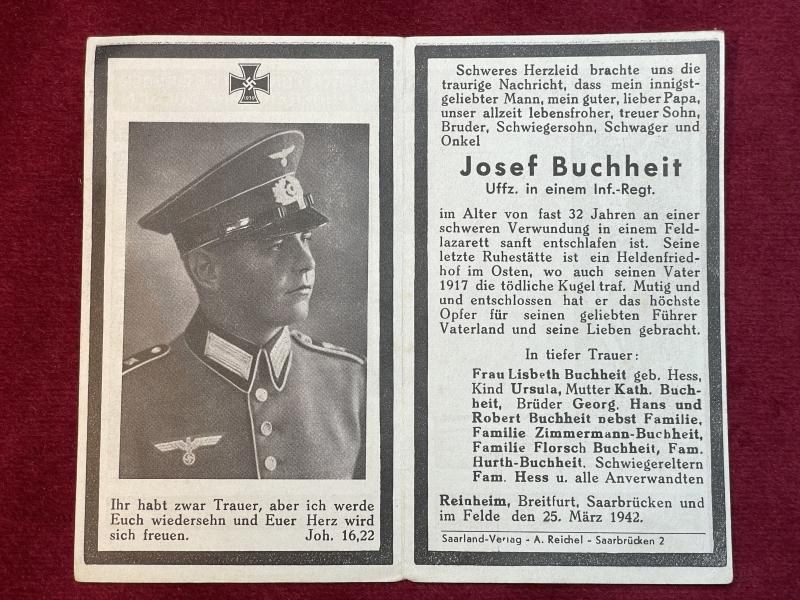 1939
Ihr habt zwar Trauer, aber ich werde
Euch wiedersehn und Euer Herz wird
sich freuen. Joh. 16,22
Schweres Herzleid brachte uns die
traurige Nachricht, dass mein innigst-
geliebter Mann, mein guter, lieber Papa,
unser allzeit lebensfroher, treuer Sohn,
Bruder, Schwiegersohn, Schwager und
Onkel
Josef Buchheit
Uffz. in einem Inf.-Regt.
im Alter von fast 32 Jahren an einer
schweren Verwundung in einem Feld-
lazarett sanft entschlafen ist. Seine
letzte Ruhestätte ist ein Heldenfried-
hof im Osten, wo auch seinen Vater
1917 die tödliche Kugel traf. Mutig und
und entschlossen hat er das höchste
Opfer für seinen geliebten Führer
Vaterland und seine Lieben gebracht.
In tiefer Trauer:
Frau Lisbeth Buchheit geb. Hess,
Kind Ursula, Mutter Kath. Buch-
heit, Brüder Georg, Hans und
Robert Buchheit nebst Familie,
Familie Zimmermann-Buchheit,
Familie Florsch Buchheit, Fam.
Hurth-Buchheit, Schwiegereltern
Fam. Hess u. alle Anverwandten
Reinheim, Breitfurt, Saarbrücken und
im Felde den 25. März 1942.
Saarland-Verlag - A. Reichel - Saarbrücken 2